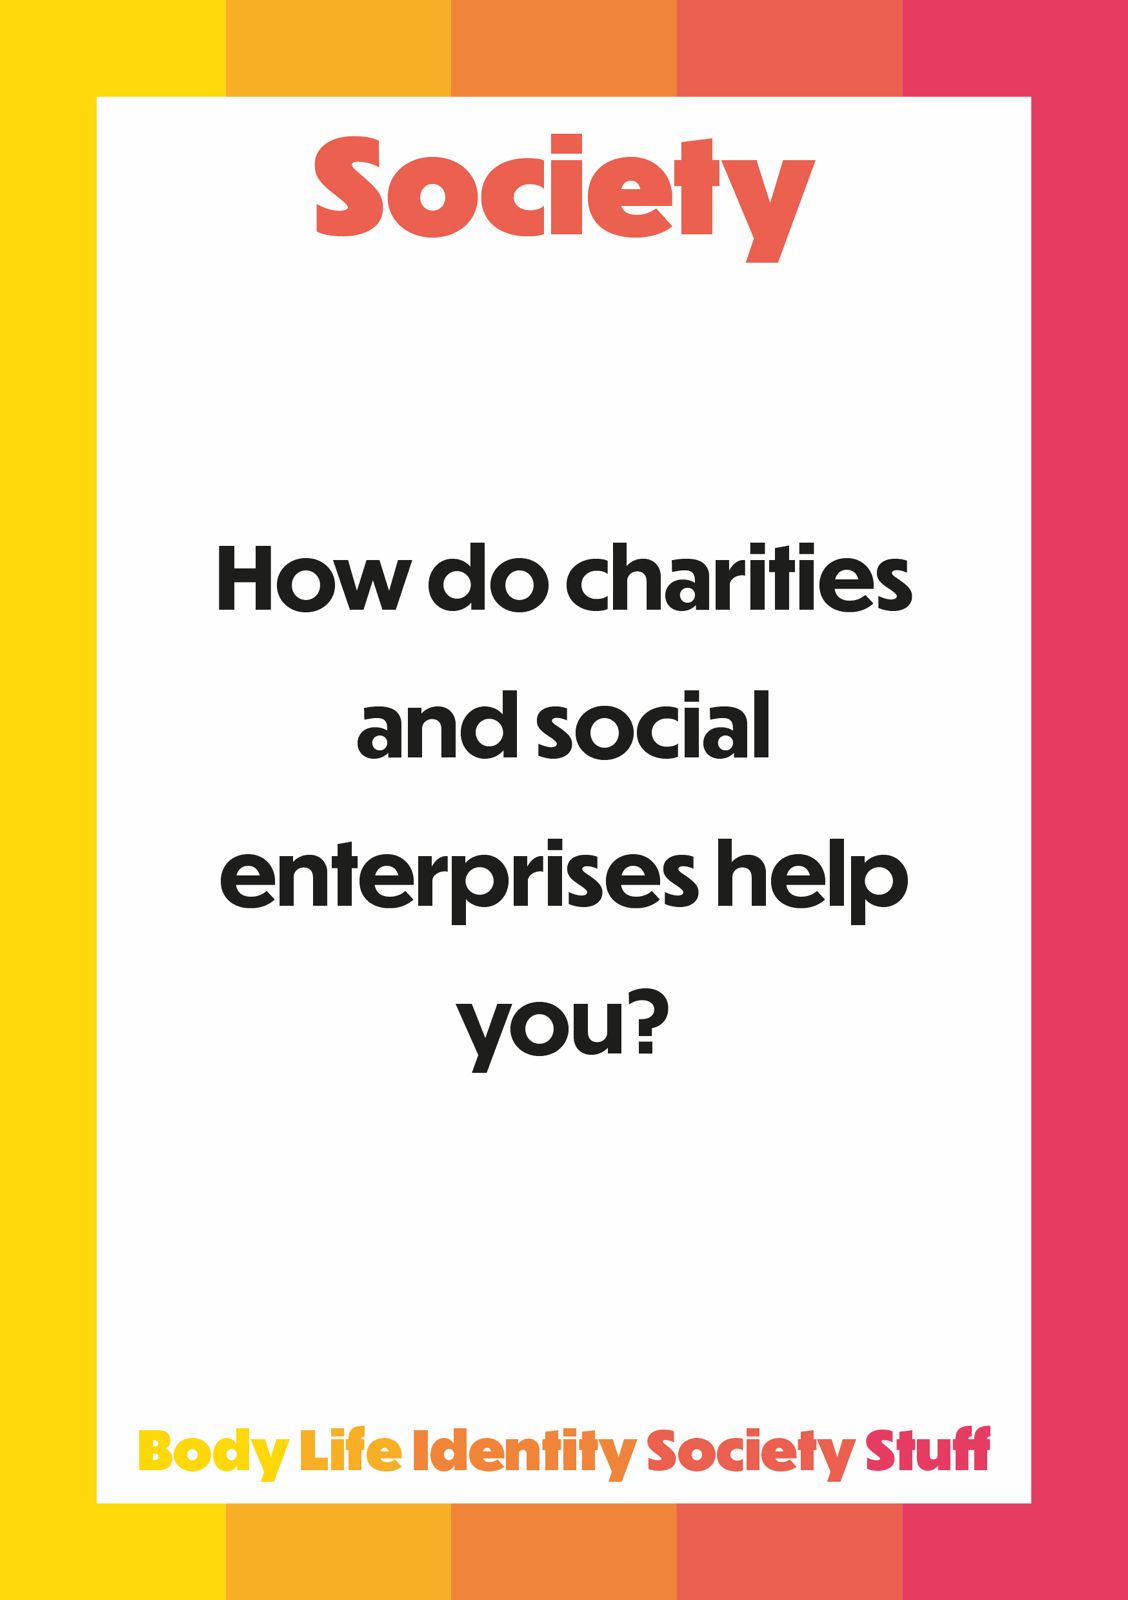 Society
How do charities
and social
enterprises help
you?
Body Life Identity Society Stuff